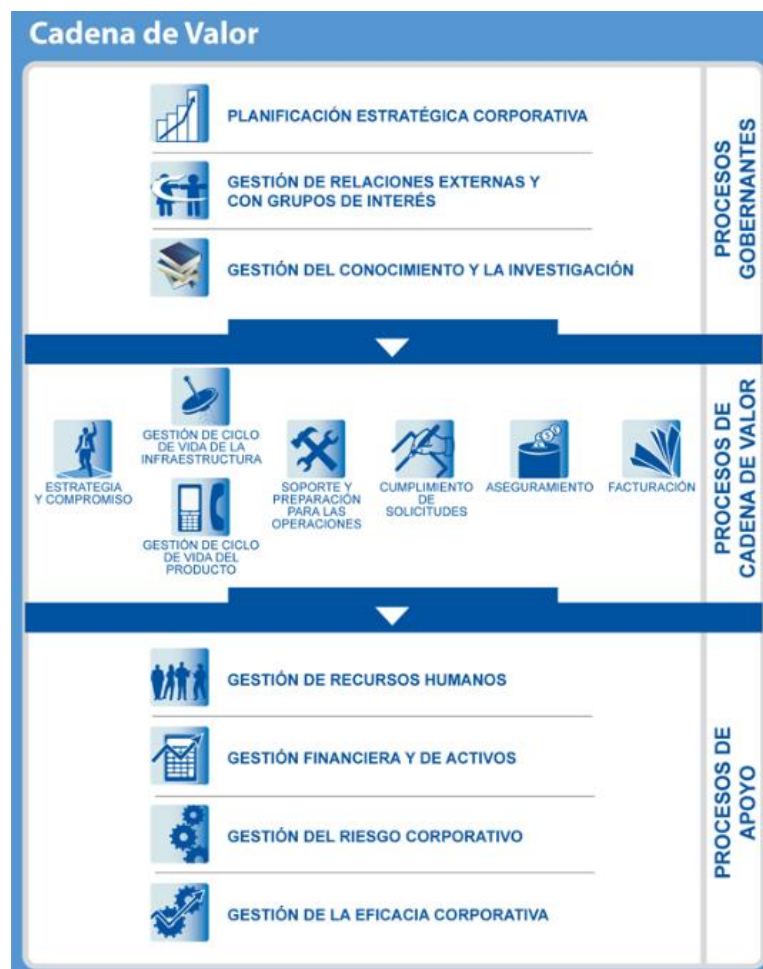 Cadena de Valor
PLANIFICACIÓN ESTRATÉGICA CORPORATIVA
GESTIÓN DE RELACIONES EXTERNAS Y
CON GRUPOS DE INTERÉS
GESTIÓN DEL CONOCIMIENTO Y LA INVESTIGACIÓN
PROCESOS
GOBERNANTES
ESTRATEGIA
Y COMPROMISO
GESTIÓN DE CICLO
DE VIDA DE LA
INFRAESTRUCTURA
GESTIÓN DE CICLO
DE VIDA DEL
PRODUCTO
SOPORTE Y
PREPARACIÓN
PARA LAS
OPERACIONES
CUMPLIMIENTO
DE
SOLICITUDES
ASEGURAMIENTO
FACTURACIÓN
PROCESOS DE
CADENA DE VALOR
GESTIÓN DE RECURSOS HUMANOS
GESTIÓN FINANCIERA Y DE ACTIVOS
GESTIÓN DEL RIESGO CORPORATIVO
GESTIÓN DE LA EFICACIA CORPORATIVA
PROCESOS DE
APOYO